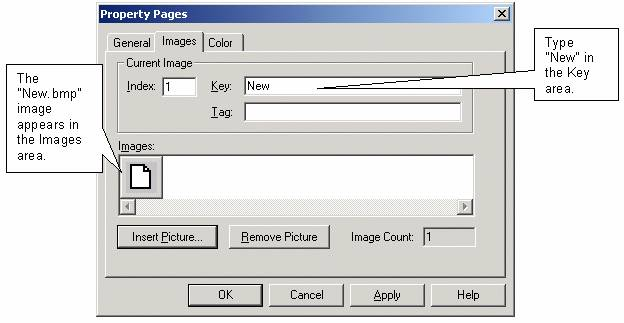 Property Pages
General Images Color
Current Image
Index: 1 Key: New
Tag:
Images:
Insert Picture... Remove Picture Image Count: 1
OK Cancel Apply Help
The
"New.bmp"
image
appears in
the Images
area.
Type
"New" in
the Key
area.